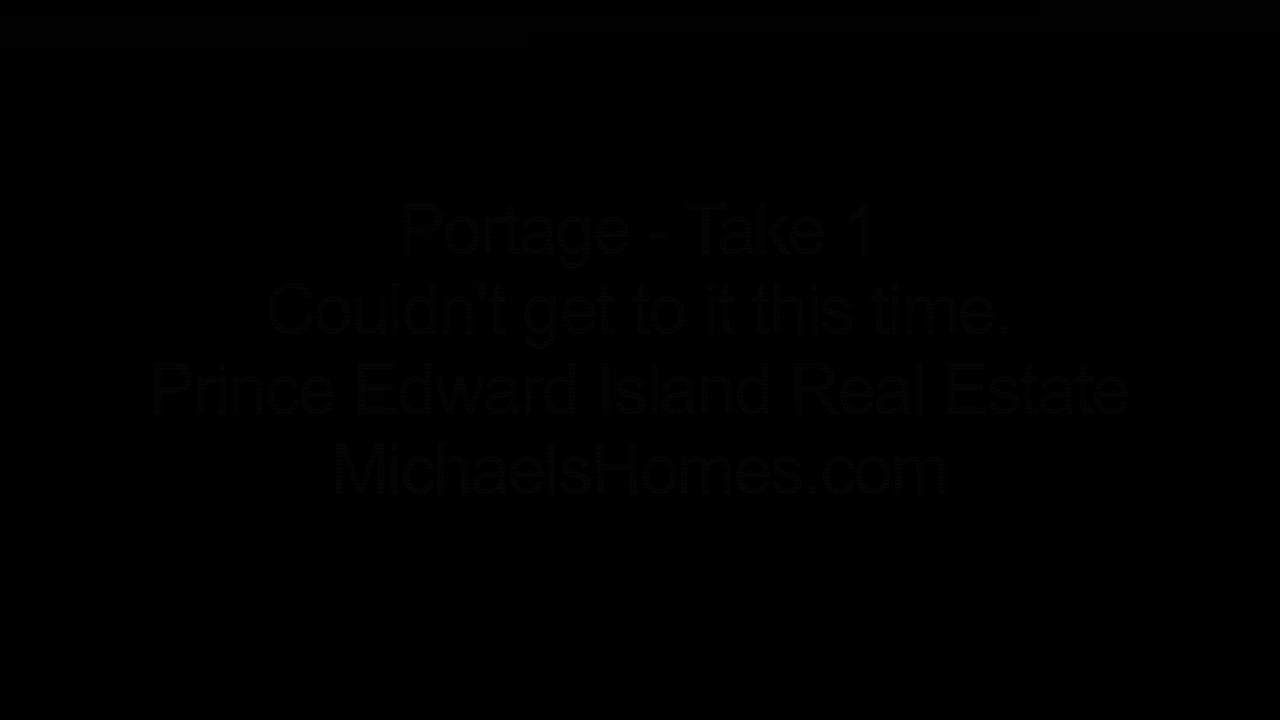 Portage - Take 1
Couldn't get to it this time.
Prince Edward Island Real Estate
MichaelsHomes.com